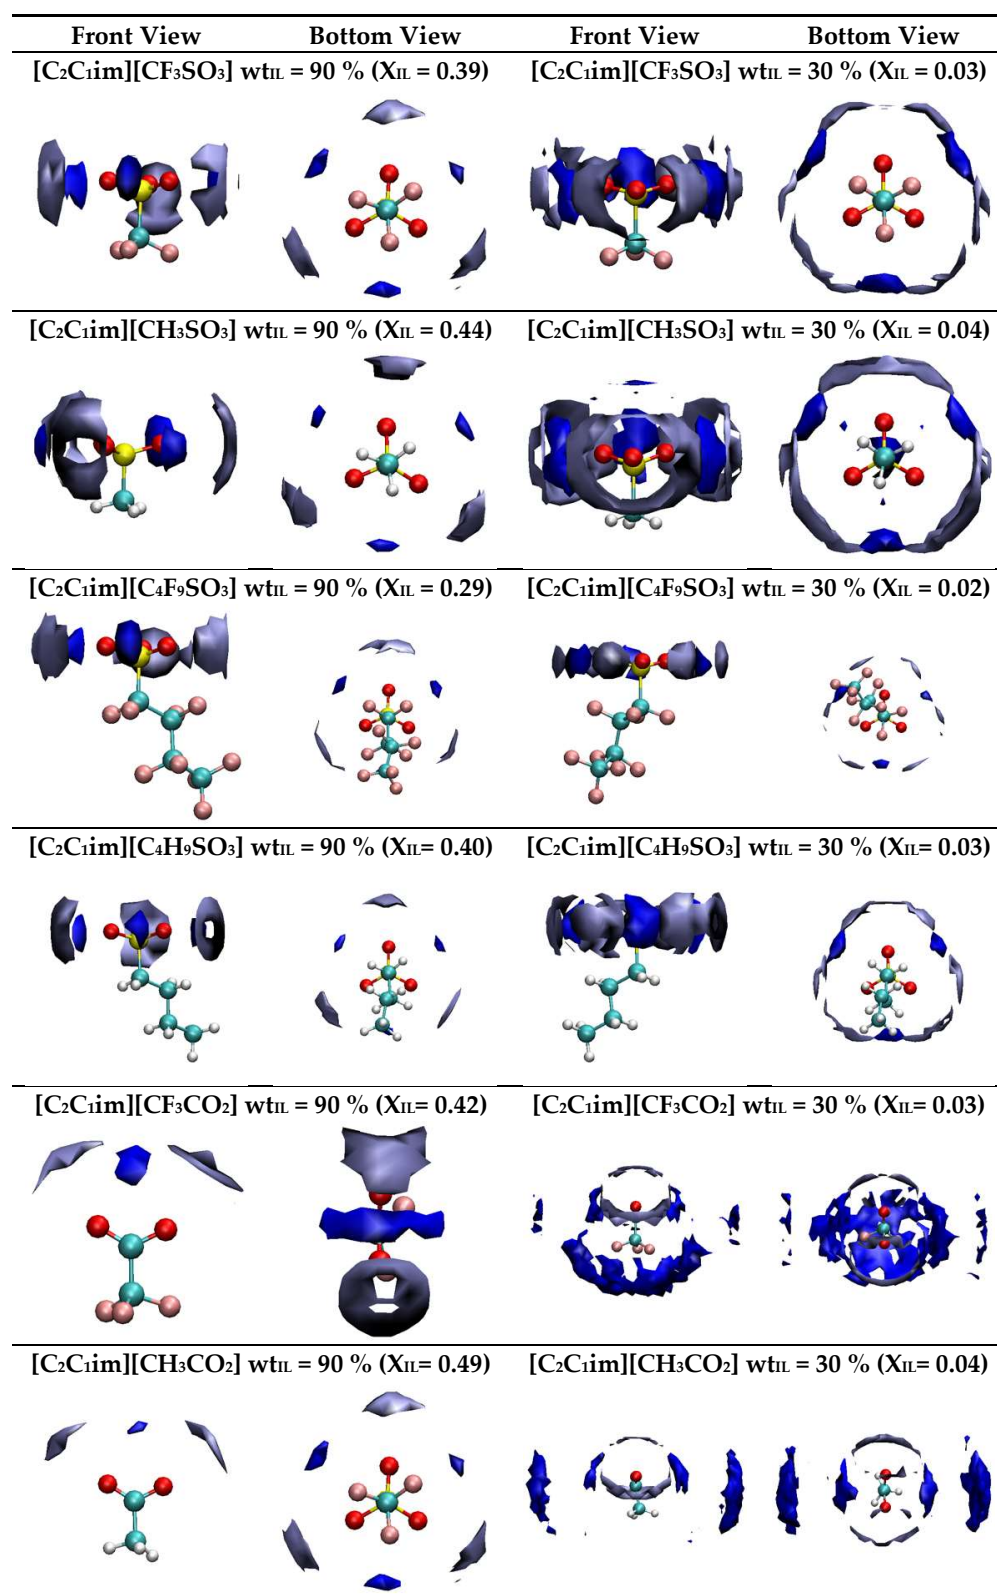 Front View Bottom View Front View Bottom View
[C₂C₁im][CF₃SO₃] wtIL = 90 % (XIL = 0.39) [C₂C₁im][CF₃SO₃] wtIL = 30 % (XIL = 0.03)
[C₂C₁im][CH₃SO₃] wtIL = 90 % (XIL = 0.44) [C₂C₁im][CH₃SO₃] wtIL = 30 % (XIL = 0.04)
[C₂C₁im][C₄F₉SO₃] wtIL = 90 % (XIL = 0.29) [C₂C₁im][C₄F₉SO₃] wtIL = 30 % (XIL = 0.02)
[C₂C₁im][C₄H₉SO₃] wtIL = 90 % (XIL= 0.40) [C₂C₁im][C₄H₉SO₃] wtIL = 30 % (XIL= 0.03)
[C₂C₁im][CF₃CO₂] wtIL = 90 % (XIL= 0.42) [C₂C₁im][CF₃CO₂] wtIL = 30 % (XIL= 0.03)
[C₂C₁im][CH₃CO₂] wtIL = 90 % (XIL= 0.49) [C₂C₁im][CH₃CO₂] wtIL = 30 % (XIL= 0.04)